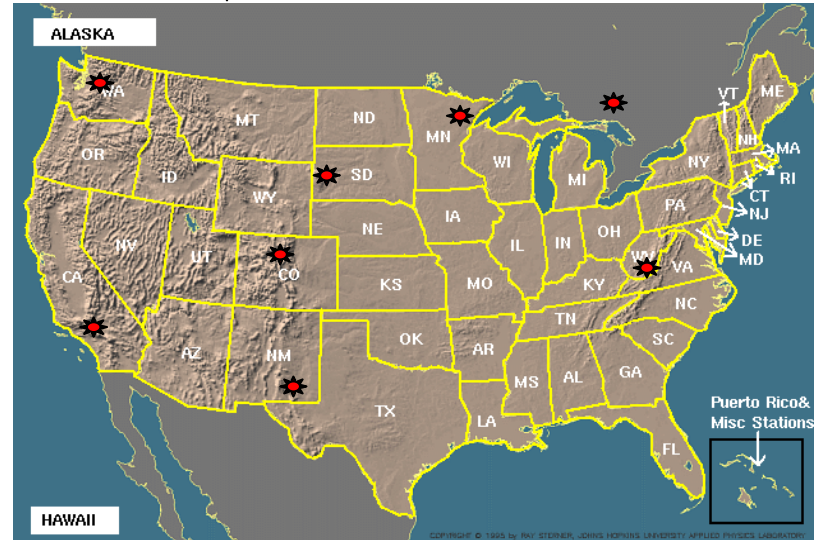 ALASKA
WA
MT
ND
MN
VT
ME
NH
MA
OR
ID
SD
WI
MI
NY
RI
WY
CT
NJ
NE
IA
PA
DE
NV
UT
CO
IL
IN
OH
WV
MD
CA
KS
MO
KY
VA
NC
TN
AZ
NM
OK
AR
SC
MS
AL
GA
TX
LA
FL
Puerto Rico&
Misc Stations
HAWAII
COPYRIGHT © 1995 by RAY STERNER, JOHNS HOPKINS UNIVERSITY APPLIED PHYSICS LABORATORY